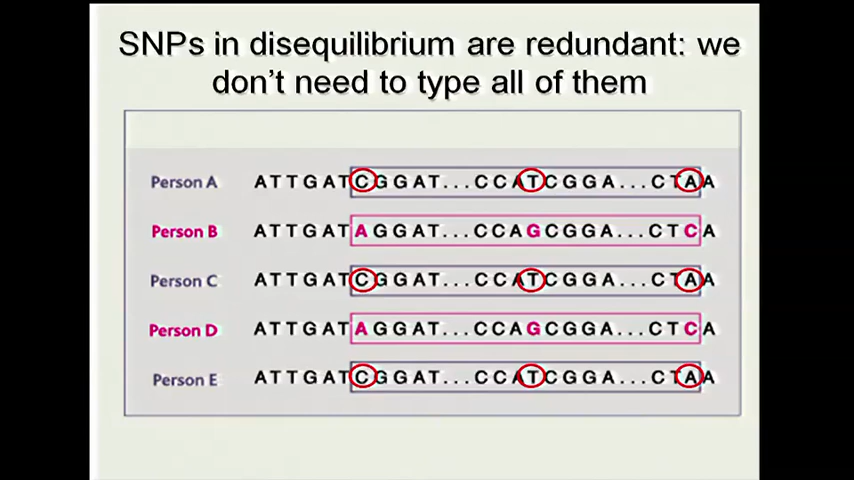 SNPs in disequilibrium are redundant: we
don't need to type all of them
Person A ATTGATCGGAT...CCATCGGA...CTAA
Person B ATTGATAGGAT...CCAGCGGA...CTCA
Person C ATTGATCGGAT...CCATCGGA...CTAA
Person D ATTGATAGGAT...CCAGCGGA...CTCA
Person E ATTGATCGGAT...CCATCGGA...CTAA